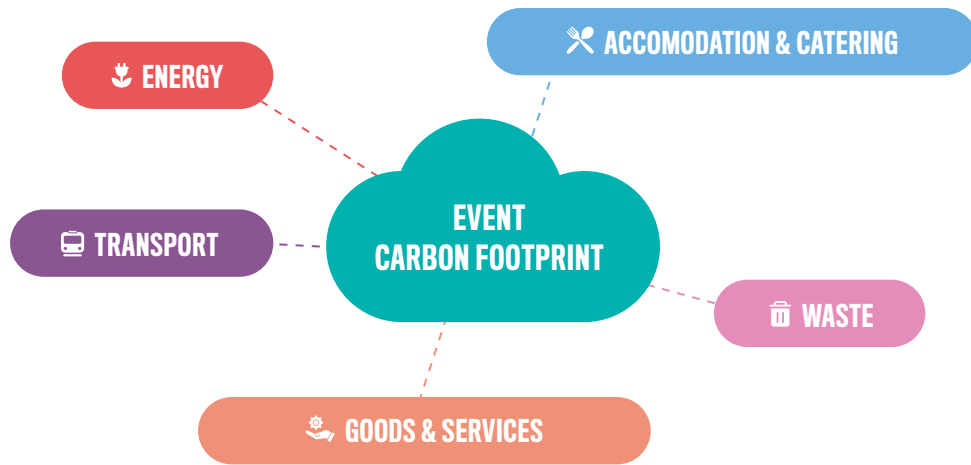 ACCOMODATION & CATERING
ENERGY
EVENT
CARBON FOOTPRINT
TRANSPORT
WASTE
GOODS & SERVICES